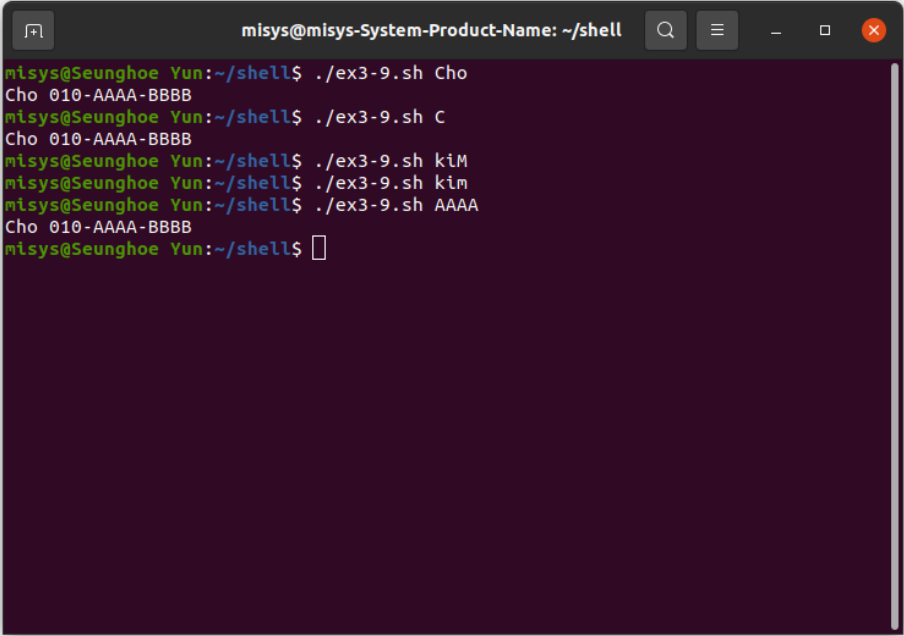 misys@misys-System-Product-Name: ~/shell
misys@Seunghoe Yun:~/shell$ ./ex3-9.sh Cho
Cho 010-AAAA-BBBB
misys@Seunghoe Yun:~/shell$ ./ex3-9.sh C
Cho 010-AAAA-BBBB
misys@Seunghoe Yun:~/shell$ ./ex3-9.sh kiM
misys@Seunghoe Yun:~/shell$ ./ex3-9.sh kim
misys@Seunghoe Yun:~/shell$ ./ex3-9.sh AAAA
Cho 010-AAAA-BBBB
misys@Seunghoe Yun:~/shell$